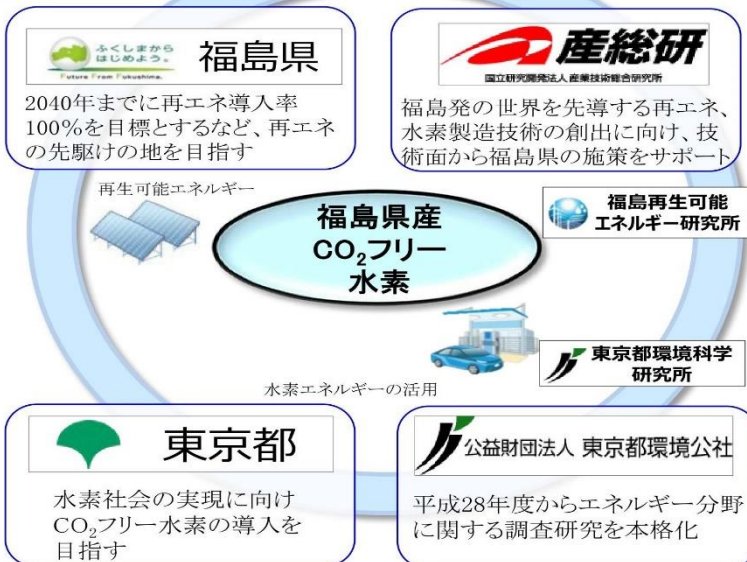 ふくしまから
はじめよう。
Future From Fukushima.
福島県
2040年までに再エネ導入率
100%を目標とするなど、再エネ
の先駆けの地を目指す
産総研
国立研究開発法人 産業技術総合研究所
福島発の世界を先導する再エネ、
水素製造技術の創出に向け、技
術面から福島県の施策をサポート
再生可能エネルギー
福島県産
CO₂フリー
水素
福島再生可能
エネルギー研究所
東京都環境科学
研究所
水素エネルギーの活用
東京都
水素社会の実現に向け
CO₂フリー水素の導入を
目指す
公益財団法人 東京都環境公社
平成28年度からエネルギー分野
に関する調査研究を本格化